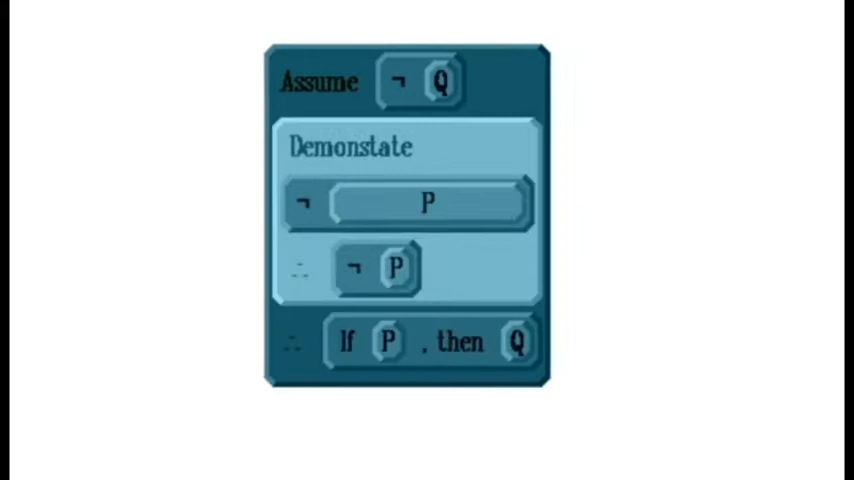 Assume ¬ Q
Demonstate
¬ P
∴ ¬ P
∴ If P , then Q